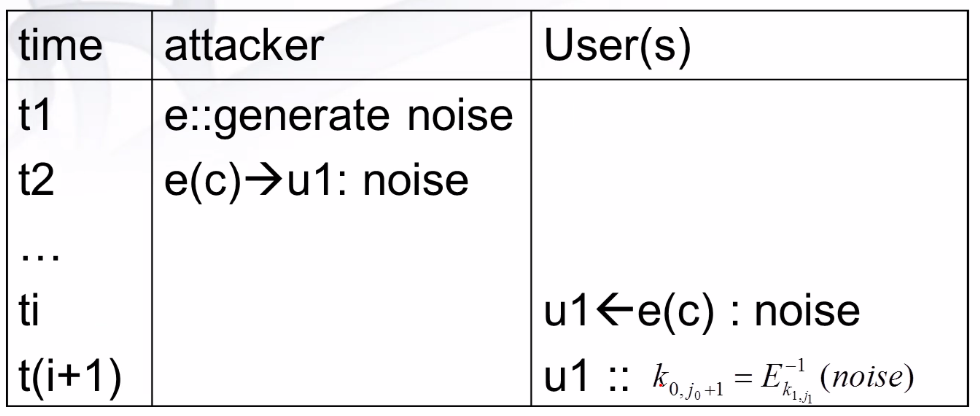 time attacker User(s)
t1 e::generate noise
t2 e(c)→u1: noise
…
ti u1←e(c) : noise
t(i+1) u1 :: k_{0,j_0+1} = E^{-1}_{k_{1,j_1}}(noise)